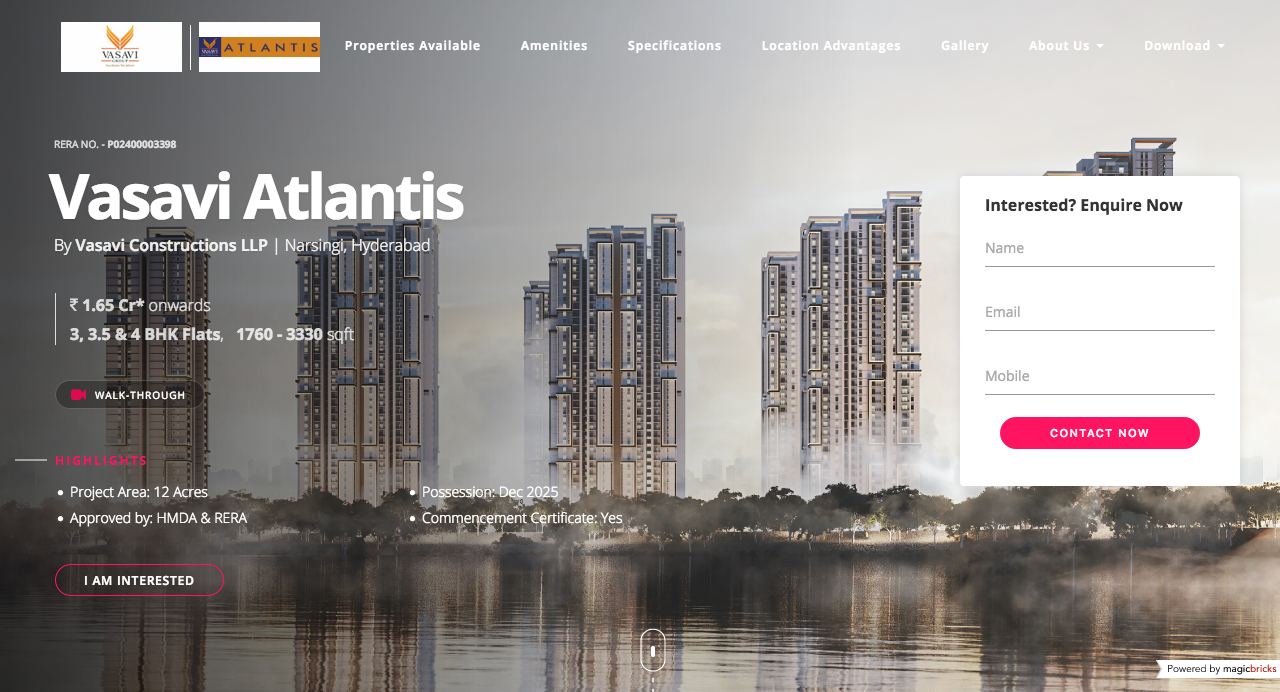 VASAVI
GROUP
VASAVI ATLANTIS
Properties Available
Amenities
Specifications
Location Advantages
Gallery
About Us
Download
RERA NO. - P02400003398
Vasavi Atlantis
By Vasavi Constructions LLP | Narsingi, Hyderabad
₹ 1.65 Cr* onwards
3, 3.5 & 4 BHK Flats, 1760 - 3330 sqft
WALK-THROUGH
HIGHLIGHTS
• Project Area: 12 Acres
• Possession: Dec 2025
• Approved by: HMDA & RERA
• Commencement Certificate: Yes
I AM INTERESTED
Interested? Enquire Now
Name
Email
Mobile
CONTACT NOW
Powered by magicbricks